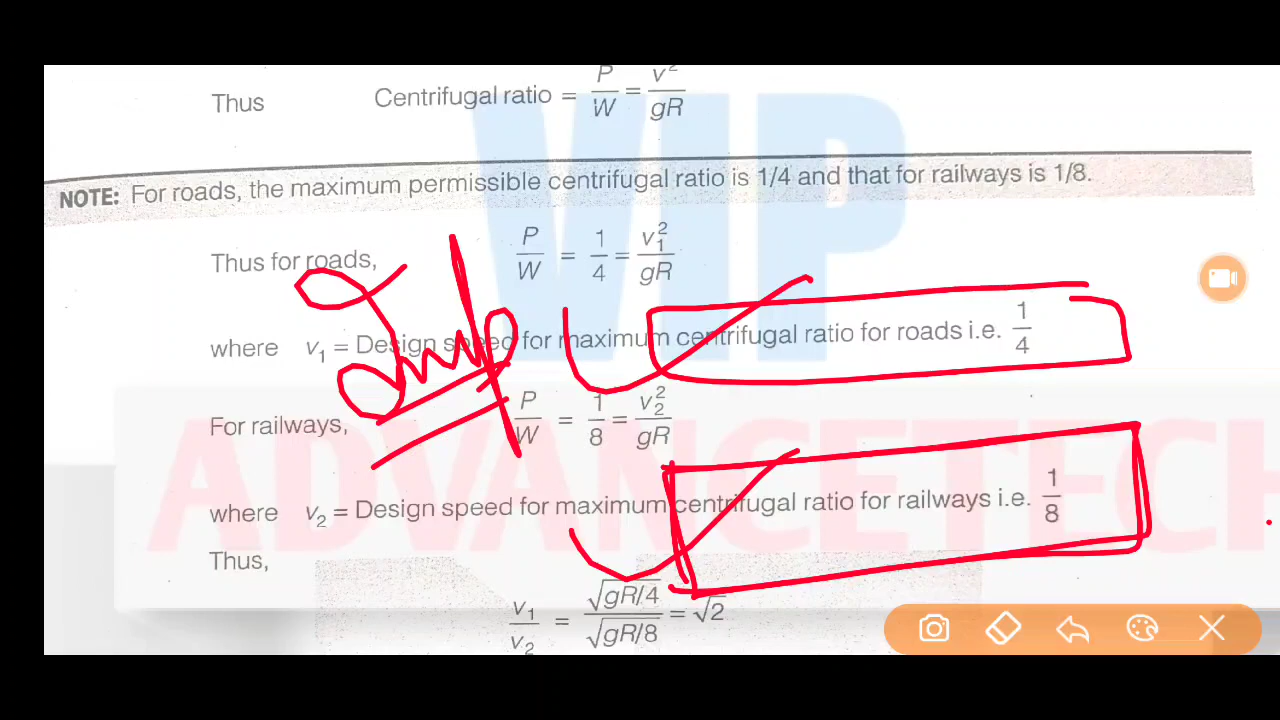 Thus Centrifugal ratio = P/W = v²/gR
NOTE: For roads, the maximum permissible centrifugal ratio is 1/4 and that for railways is 1/8.
Thus for roads, P/W = 1/4 = v₁²/gR
Imp
where v₁ = Design speed for maximum centrifugal ratio for roads i.e. 1/4
For railways, P/W = 1/8 = v₂²/gR
where v₂ = Design speed for maximum centrifugal ratio for railways i.e. 1/8
Thus,
v₁/v₂ = √gR/4 / √gR/8 = √2
VIP
ADVANCETECH